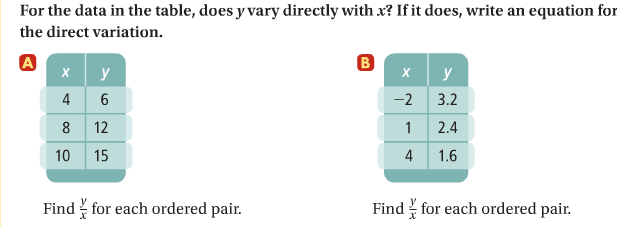 For the data in the table, does y vary directly with x? If it does, write an equation for
the direct variation.
A
x y
4 6
8 12
10 15
Find y/x for each ordered pair.
B
x y
−2 3.2
1 2.4
4 1.6
Find y/x for each ordered pair.